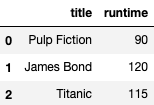 title runtime
0 Pulp Fiction 90
1 James Bond 120
2 Titanic 115